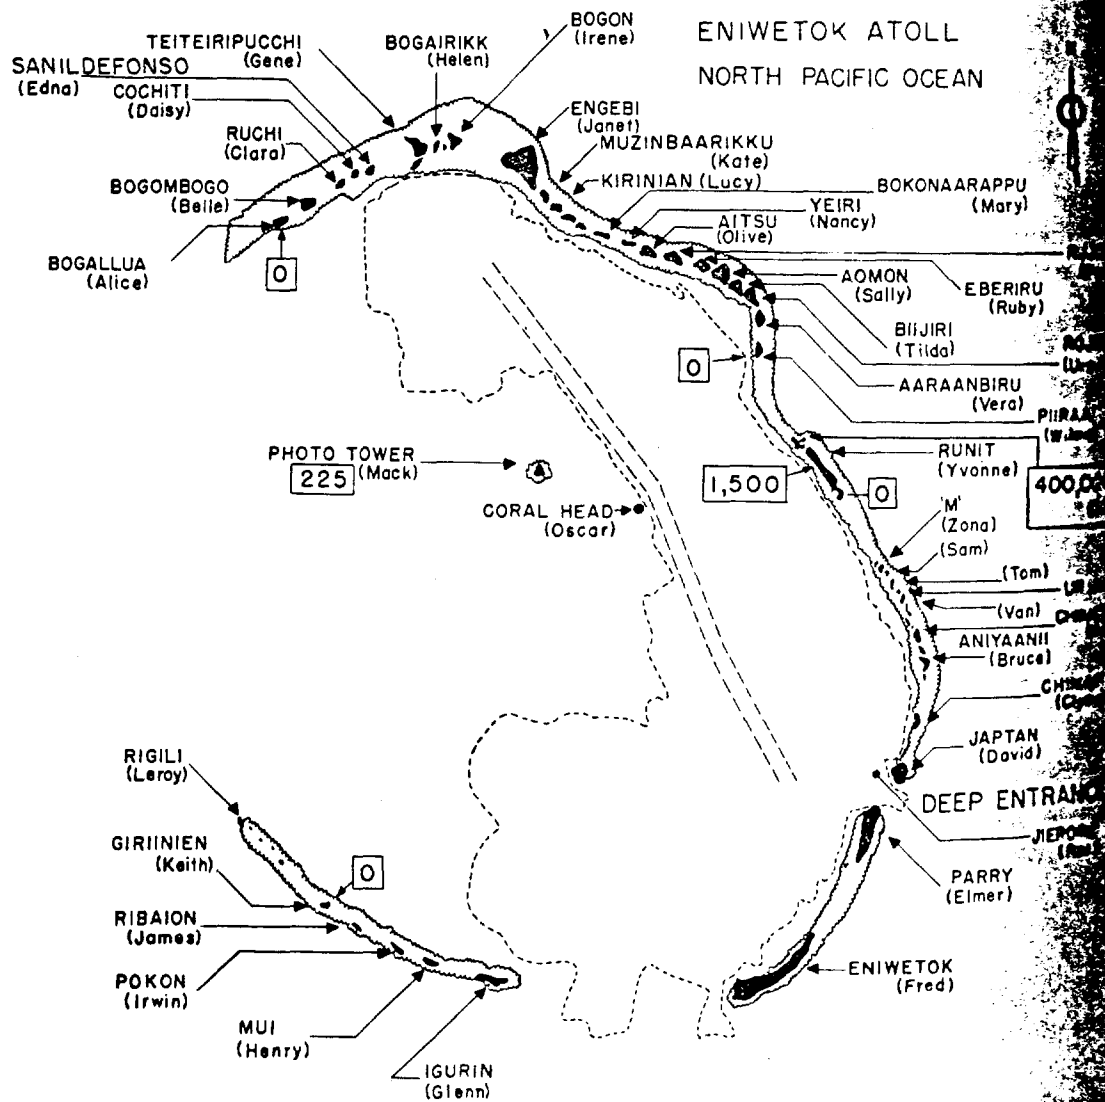 ENIWETOK ATOLL
NORTH PACIFIC OCEAN
N
BOGON
(Irene)
BOGAIRIKK
(Helen)
TEITEIRIPUCCHI
(Gene)
SANILDEFONSO
(Edna)
COCHITI
(Daisy)
RUCHI
(Clara)
BOGOMBOGO
(Belle)
BOGALLUA
(Alice)
0
ENGEBI
(Janet)
MUZINBAARIKKU
(Kate)
KIRINIAN (Lucy)
BOKONAARAPPU
(Mary)
YEIRI
(Nancy)
AITSU
(Olive)
AOMON
(Sally)
EBERIRU
(Ruby)
BIIJIRI
(Tilda)
AARAANBIRU
(Vera)
0
PHOTO TOWER
(Mack)
225
CORAL HEAD
(Oscar)
1,500
0
RUNIT
(Yvonne)
'M'
(Zona)
(Sam)
(Tom)
(Van)
ANIYAANII
(Bruce)
JAPTAN
(David)
DEEP
PARRY
(Elmer)
ENIWETOK
(Fred)
RIGILI
(Leroy)
GIRIINIEN
(Keith)
0
RIBAION
(James)
POKON
(Irwin)
MUI
(Henry)
IGURIN
(Glenn)